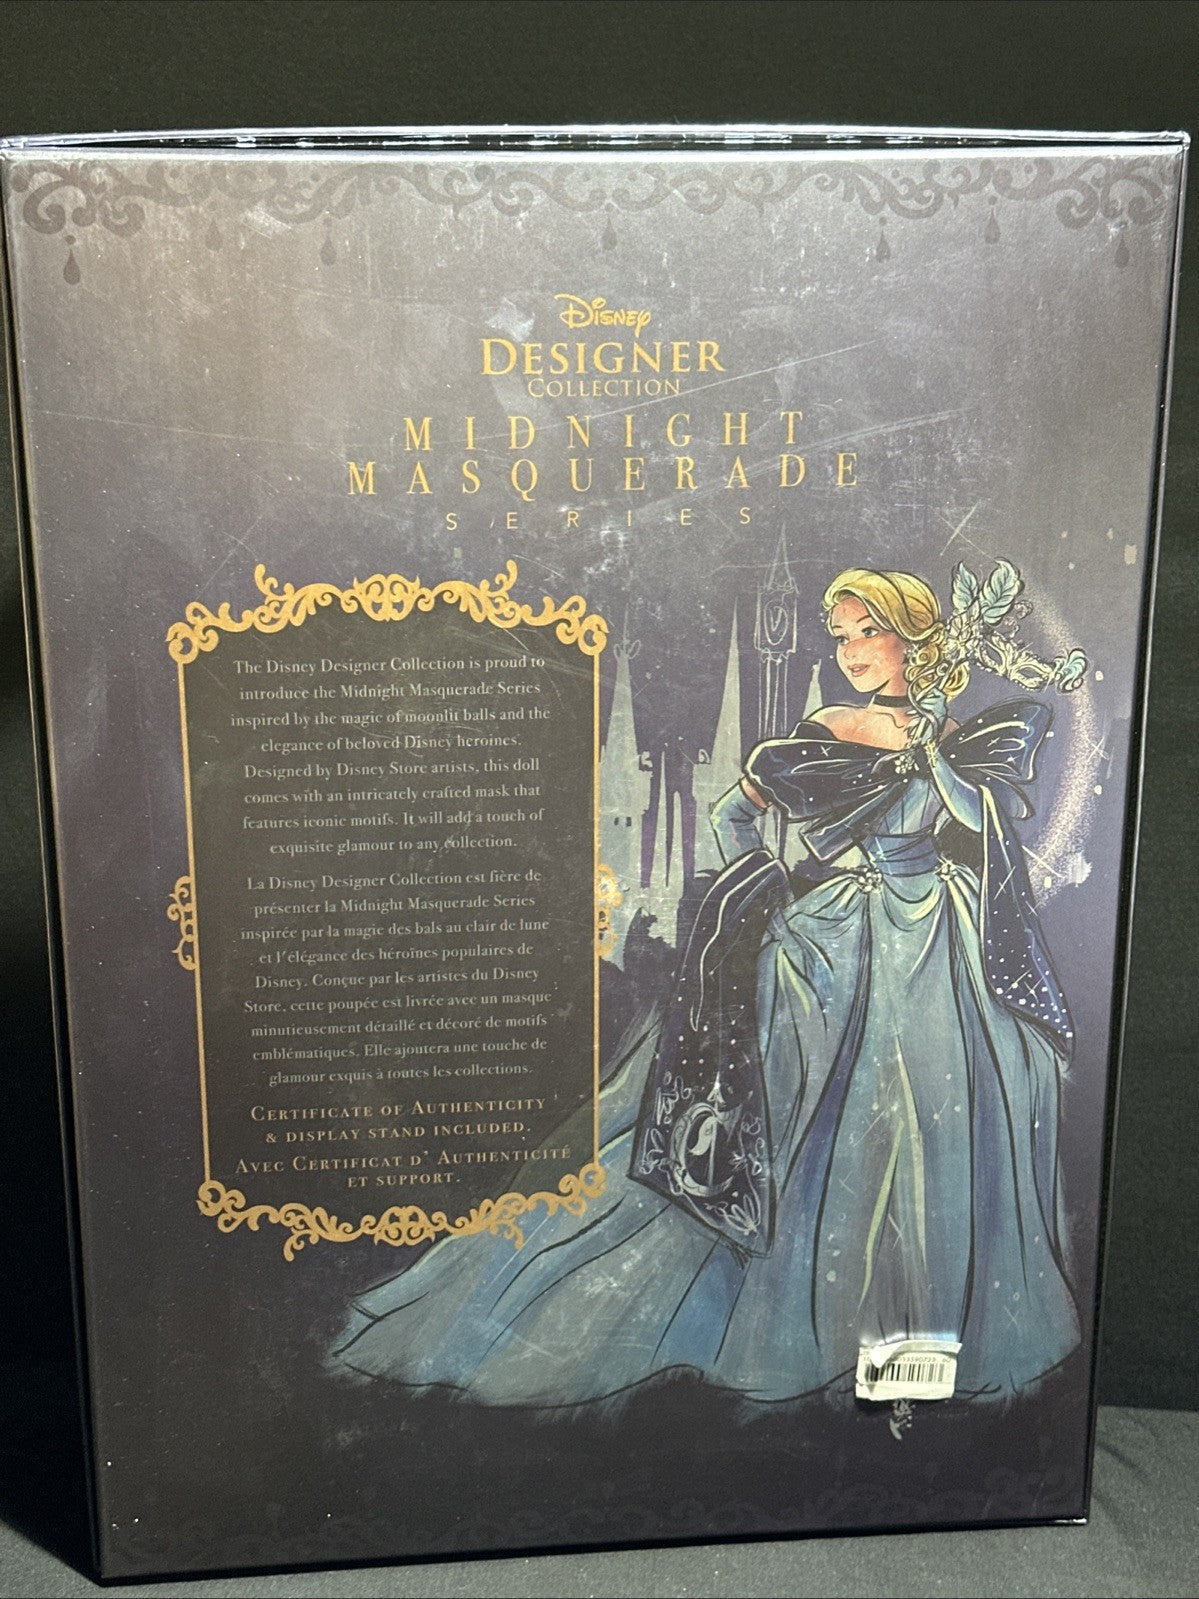 Disney
DESIGNER
COLLECTION
MIDNIGHT
MASQUERADE
SERIES
The Disney Designer Collection is proud to
introduce the Midnight Masquerade Series
inspired by the magic of moonlit balls and the
elegance of beloved Disney heroines.
Designed by Disney Store artists, this doll
comes with an intricately crafted mask that
features iconic motifs. It will add a touch of
exquisite glamour to any collection.
La Disney Designer Collection est fière de
présenter la Midnight Masquerade Series
inspirée par la magie des bals au clair de lune
et l'élégance des héroïnes populaires de
Disney. Conçue par les artistes du Disney
Store, cette poupée est livrée avec un masque
minutieusement détaillé et décoré de motifs
emblématiques. Elle ajoutera une touche de
glamour exquis à toutes les collections.
CERTIFICATE OF AUTHENTICITY
& DISPLAY STAND INCLUDED.
AVEC CERTIFICAT D' AUTHENTICITÉ
ET SUPPORT.